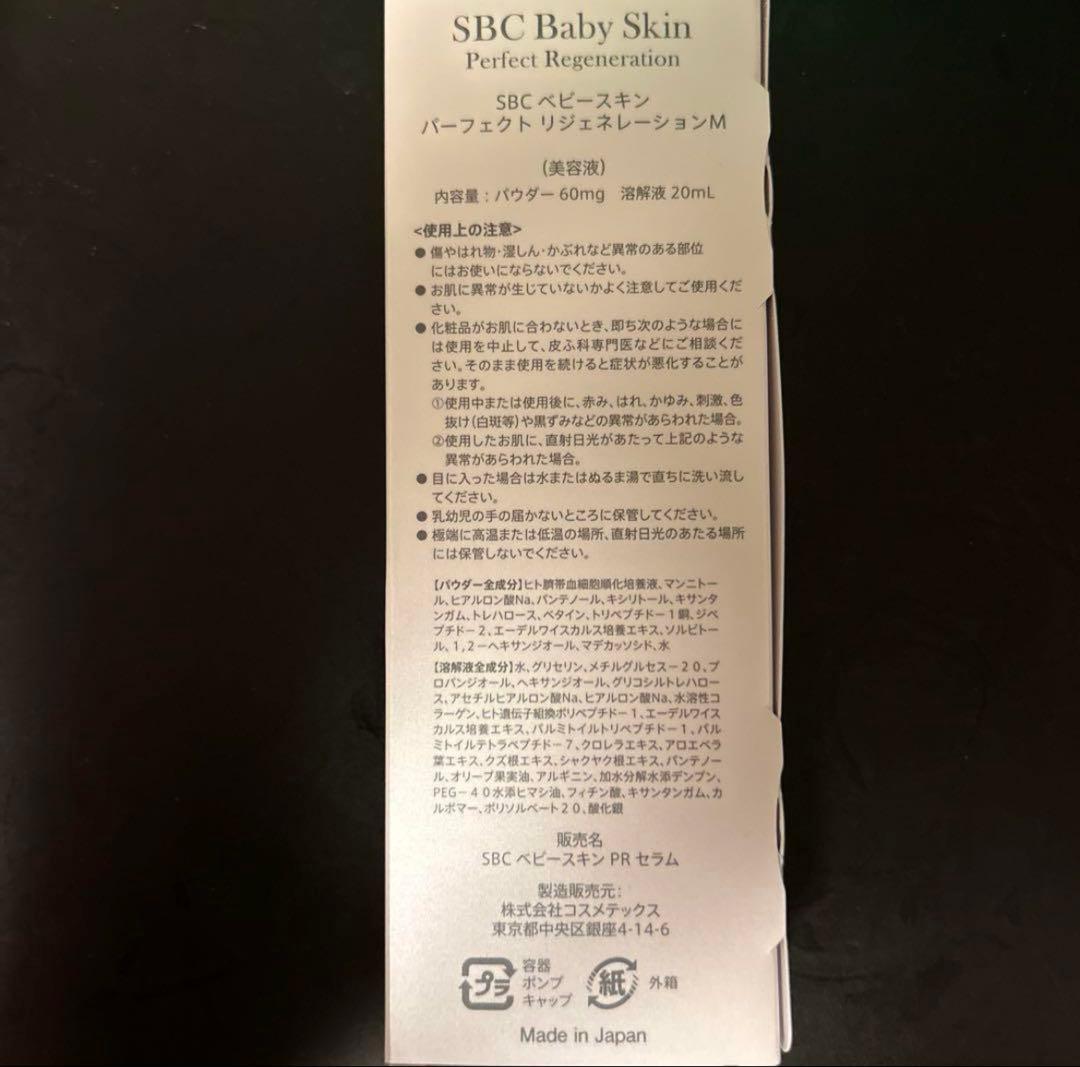 SBC Baby Skin
Perfect Regeneration
SBC ベビースキン
パーフェクト リジェネレーションM
(美容液)
内容量：パウダー 60mg　溶解液 20mL
<使用上の注意>
● 傷やはれ物・湿しん・かぶれなど異常のある部位
にはお使いにならないでください。
● お肌に異常が生じていないかよく注意してご使用くだ
さい。
● 化粧品がお肌に合わないとき、即ち次のような場合に
は使用を中止して、皮ふ科専門医などにご相談くだ
さい。そのまま使用を続けると症状が悪化することが
あります。
①使用中または使用後に、赤み、はれ、かゆみ、刺激、色
抜け(白斑等)や黒ずみなどの異常があらわれた場合。
②使用したお肌に、直射日光があたって上記のような
異常があらわれた場合。
● 目に入った場合は水またはぬるま湯で直ちに洗い流し
てください。
● 乳幼児の手の届かないところに保管してください。
● 極端に高温または低温の場所、直射日光のあたる場所
には保管しないでください。
【パウダー全成分】ヒト臍帯血細胞順化培養液、マンニトー
ル、ヒアルロン酸Na、パンテノール、キシリトール、キサンタ
ンガム、トレハロース、ベタイン、トリペプチド－１銅、ジペ
プチド－２、エーデルワイスカルス培養エキス、ソルビトー
ル、１,２－ヘキサンジオール、マデカッソシド、水
【溶解液全成分】水、グリセリン、メチルグルセス－２０、プ
ロパンジオール、ヘキサンジオール、グリコシルトレハロー
ス、アセチルヒアルロン酸Na、ヒアルロン酸Na、水溶性コ
ラーゲン、ヒト遺伝子組換ポリペプチド－１、エーデルワイス
カルス培養エキス、パルミトイルトリペプチド－１、パル
ミトイルテトラペプチド－７、クロレラエキス、アロエベラ
葉エキス、クズ根エキス、シャクヤク根エキス、パンテノー
ル、オリーブ果実油、アルギニン、加水分解水添デンプン、
PEG－４０水添ヒマシ油、フィチン酸、キサンタンガム、カ
ルボマー、ポリソルベート２０、酸化銀
販売名
SBC ベビースキン PR セラム
製造販売元：
株式会社コスメテックス
東京都中央区銀座4-14-6
プラ
容器
ポンプ
キャップ
紙
外箱
Made in Japan